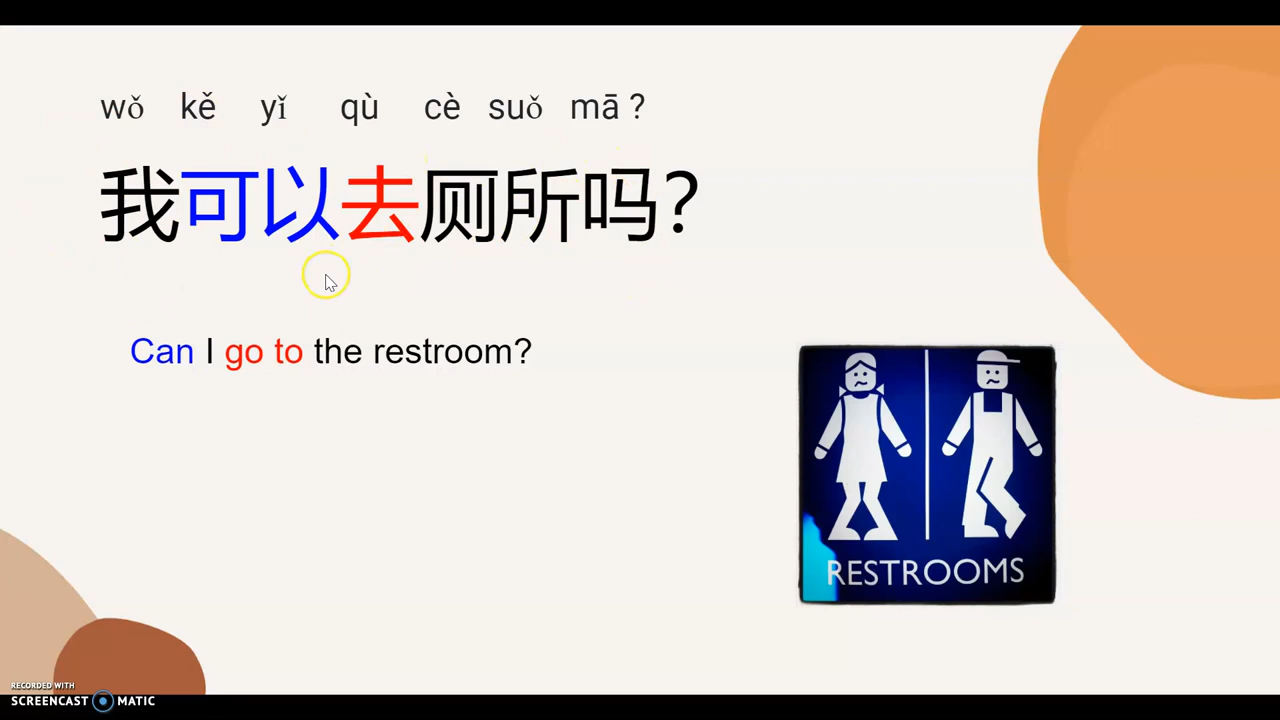 wǒ kě yǐ qù cè suǒ mā ?
我可以去厕所吗?
Can I go to the restroom?
RESTROOMS
RECORDED WITH
SCREENCAST MATIC